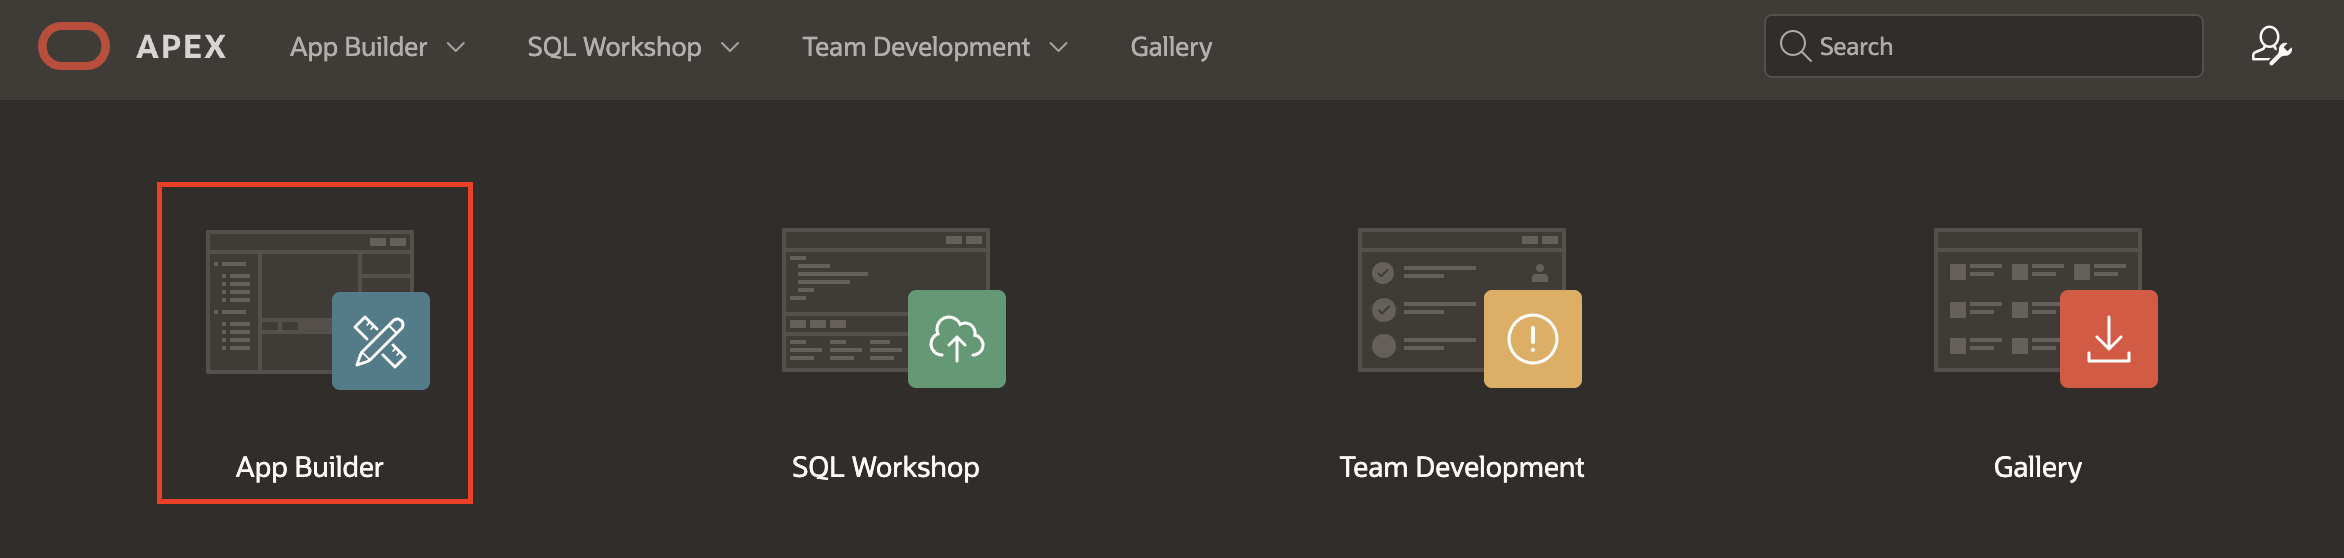 APEX App Builder SQL Workshop Team Development Gallery Search
App Builder SQL Workshop Team Development Gallery